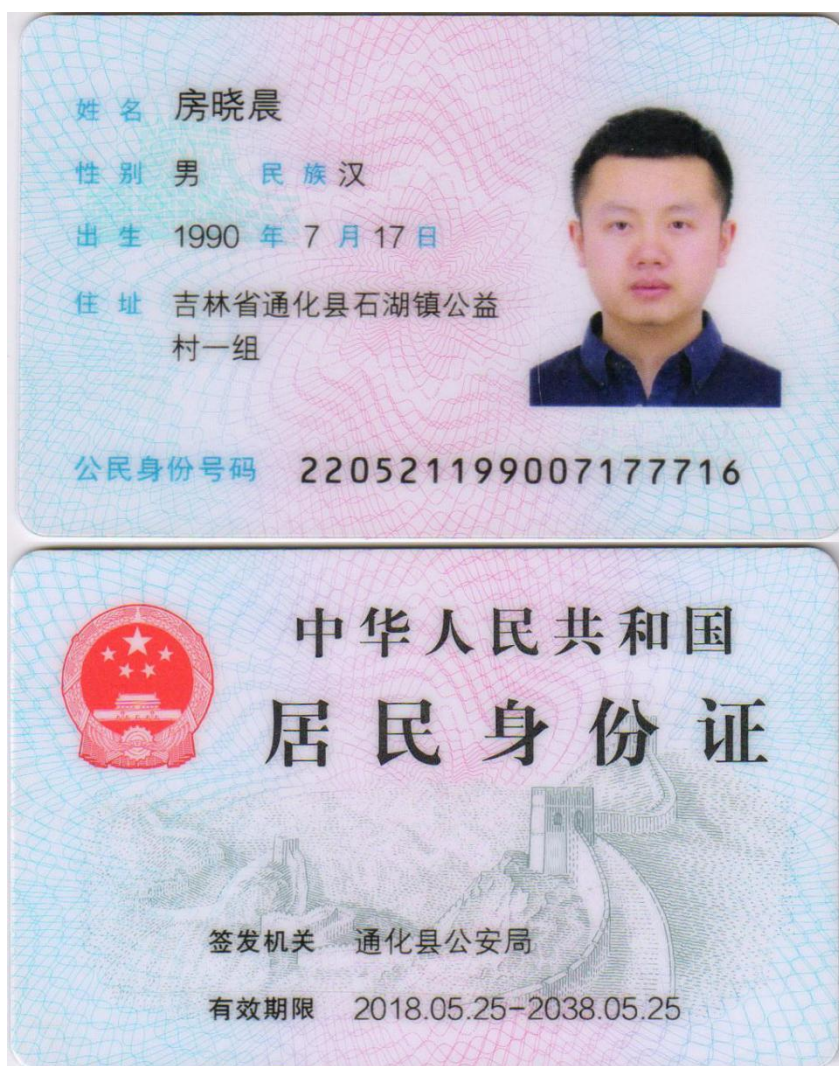 姓名 房晓晨
性别 男 民族 汉
出生 1990 年 7 月 17 日
住址 吉林省通化县石湖镇公益
村一组
公民身份号码 220521199007177716
中华人民共和国
居民身份证
签发机关 通化县公安局
有效期限 2018.05.25-2038.05.25